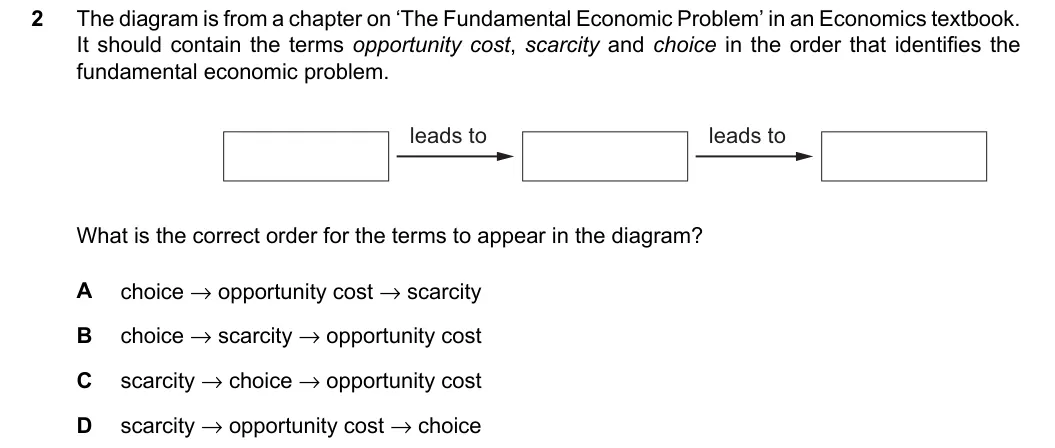 2 The diagram is from a chapter on ‘The Fundamental Economic Problem’ in an Economics textbook.
It should contain the terms opportunity cost, scarcity and choice in the order that identifies the
fundamental economic problem.
leads to leads to
What is the correct order for the terms to appear in the diagram?
A choice → opportunity cost → scarcity
B choice → scarcity → opportunity cost
C scarcity → choice → opportunity cost
D scarcity → opportunity cost → choice